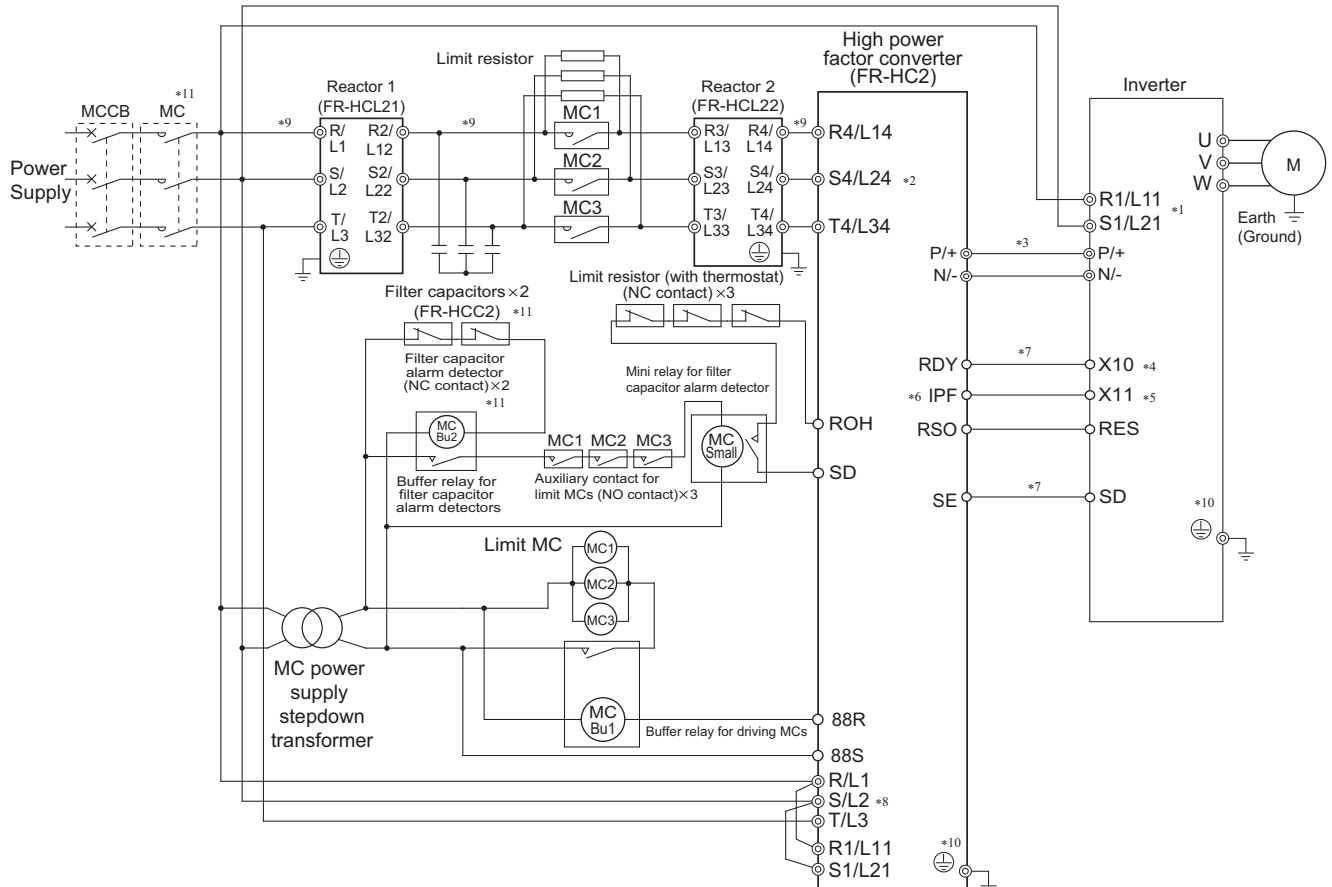 High power
factor converter
(FR-HC2)
Inverter
Limit resistor
Reactor 1
(FR-HCL21)
Reactor 2
(FR-HCL22)
MCCB
*11
MC
Power
Supply
*9
R/
L1
R2/
L12
*9
MC1
R3/
L13
R4/
L14
*9
R4/L14
S/
L2
S2/
L22
MC2
S3/
L23
S4/
L24
S4/L24 *2
T/
L3
T2/
L32
MC3
T3/
L33
T4/
L34
T4/L34
U
V
W
M
Earth
(Ground)
R1/L11
*1
S1/L21
P/+
*3
P/+
N/-
N/-
Filter capacitors×2
(FR-HCC2) *11
Limit resistor (with thermostat)
(NC contact)×3
Filter capacitor
alarm detector
(NC contact)×2
*11
MC
Bu2
Buffer relay for
filter capacitor
alarm detectors
MC1
MC2
MC3
Auxiliary contact for
limit MCs (NO contact)×3
Mini relay for filter
capacitor alarm detector
MC
Small
ROH
SD
RDY
*7
X10 *4
*6 IPF
X11 *5
RSO
RES
SE
*7
SD
*10
Limit MC
MC1
MC2
MC3
MC power
supply
stepdown
transformer
MC
Bu1
Buffer relay for driving MCs
88R
88S
R/L1
S/L2 *8
T/L3
R1/L11
S1/L21
*10